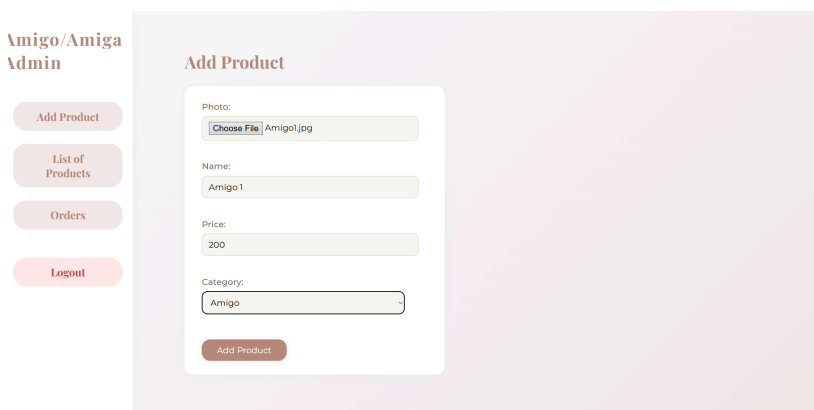 Amigo/Amiga
Admin
Add Product
List of
Products
Orders
Logout
Add Product
Photo:
Choose File Amigo1.jpg
Name:
Amigo 1
Price:
200
Category:
Amigo
Add Product